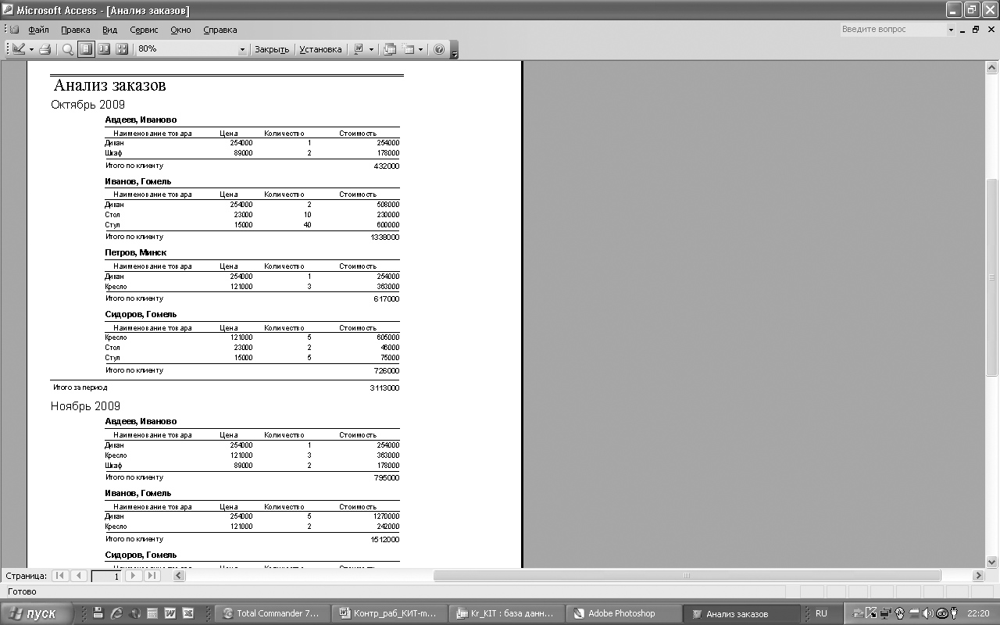 Microsoft Access - [Анализ заказов]
Файл Правка Вид Сервис Окно Справка Введите вопрос
80% Закрыть Установка
Анализ заказов
Октябрь 2009
Авдеев, Иваново
Наименование товара Цена Количество Стоимость
Диван 254000 1 254000
Шкаф 89000 2 178000
Итого по клиенту 432000
Иванов, Гомель
Наименование товара Цена Количество Стоимость
Диван 254000 2 508000
Стол 23000 10 230000
Стул 15000 40 600000
Итого по клиенту 1338000
Петров, Минск
Наименование товара Цена Количество Стоимость
Диван 254000 1 254000
Кресло 121000 3 363000
Итого по клиенту 617000
Сидоров, Гомель
Наименование товара Цена Количество Стоимость
Кресло 121000 5 605000
Стол 23000 2 46000
Стул 15000 5 75000
Итого по клиенту 726000
Итого за период 3113000
Ноябрь 2009
Авдеев, Иваново
Наименование товара Цена Количество Стоимость
Диван 254000 1 254000
Кресло 121000 3 363000
Шкаф 89000 2 178000
Итого по клиенту 795000
Иванов, Гомель
Наименование товара Цена Количество Стоимость
Диван 254000 5 1270000
Кресло 121000 2 242000
Итого по клиенту 1512000
Сидоров, Гомель
Наименование товара Цена Количество Стоимость
Страница: 1
Готово
пуск Total Commander 7... Контр_раб_КИТ-m... Kr_KIT : база данн... Adobe Photoshop Анализ заказов RU 22:20